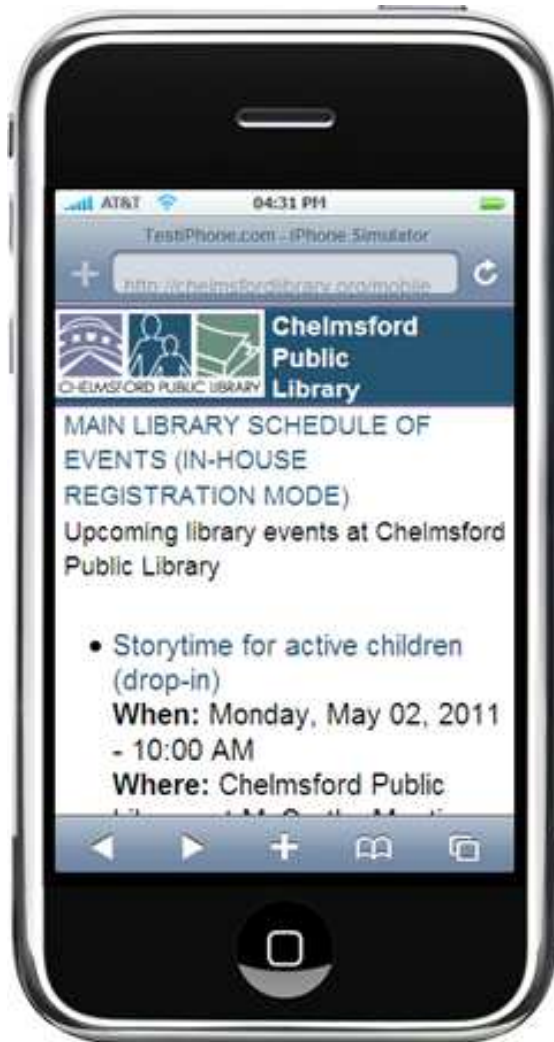 AT&T 04:31 PM
TestiPhone.com - iPhone Simulator
http://chelmsfordlibrary.org/mobile
CHELMSFORD PUBLIC LIBRARY
Chelmsford
Public
Library
MAIN LIBRARY SCHEDULE OF
EVENTS (IN-HOUSE
REGISTRATION MODE)
Upcoming library events at Chelmsford
Public Library
• Storytime for active children
(drop-in)
When: Monday, May 02, 2011
- 10:00 AM
Where: Chelmsford Public